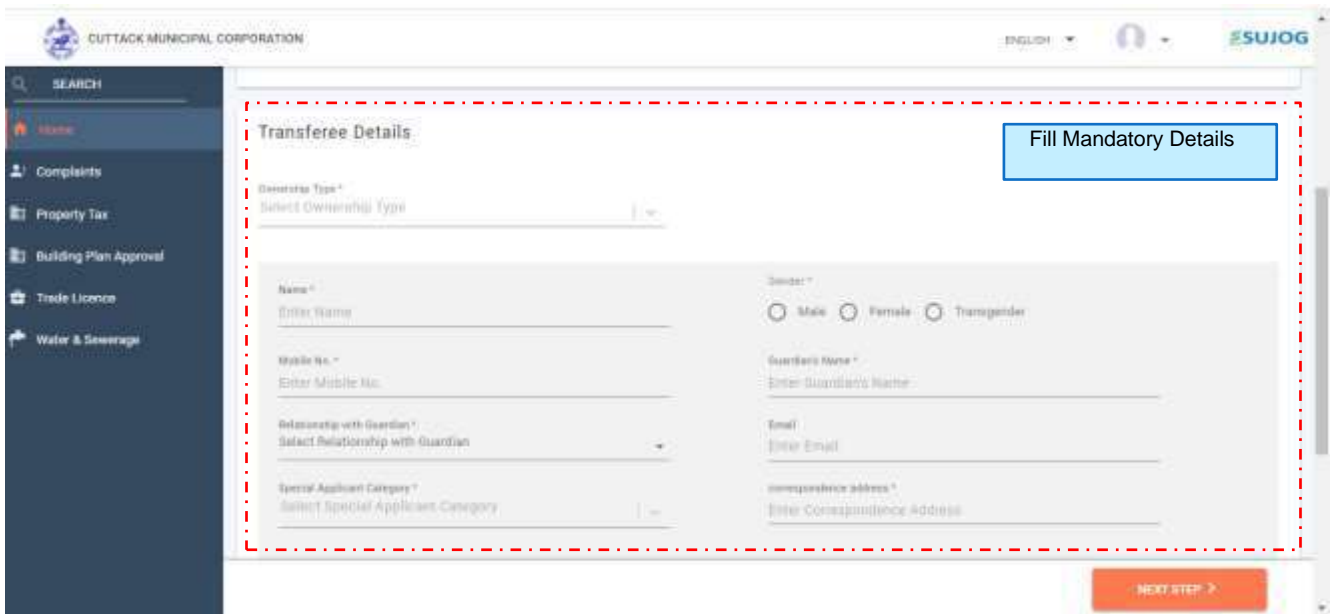 CUTTACK MUNICIPAL CORPORATION
ENGLISH
SUJOG
SEARCH
Home
Complaints
Property Tax
Building Plan Approval
Trade Licence
Water & Sewerage
Transferee Details
Fill Mandatory Details
Ownership Type *
Select Ownership Type
Name *
Enter Name
Gender *
Male Female Transgender
Mobile No. *
Enter Mobile No.
Guardian's Name *
Enter Guardian's Name
Relationship with Guardian *
Select Relationship with Guardian
Email
Enter Email
Special Applicant Category *
Select Special Applicant Category
correspondence address *
Enter Correspondence Address
NEXT STEP >